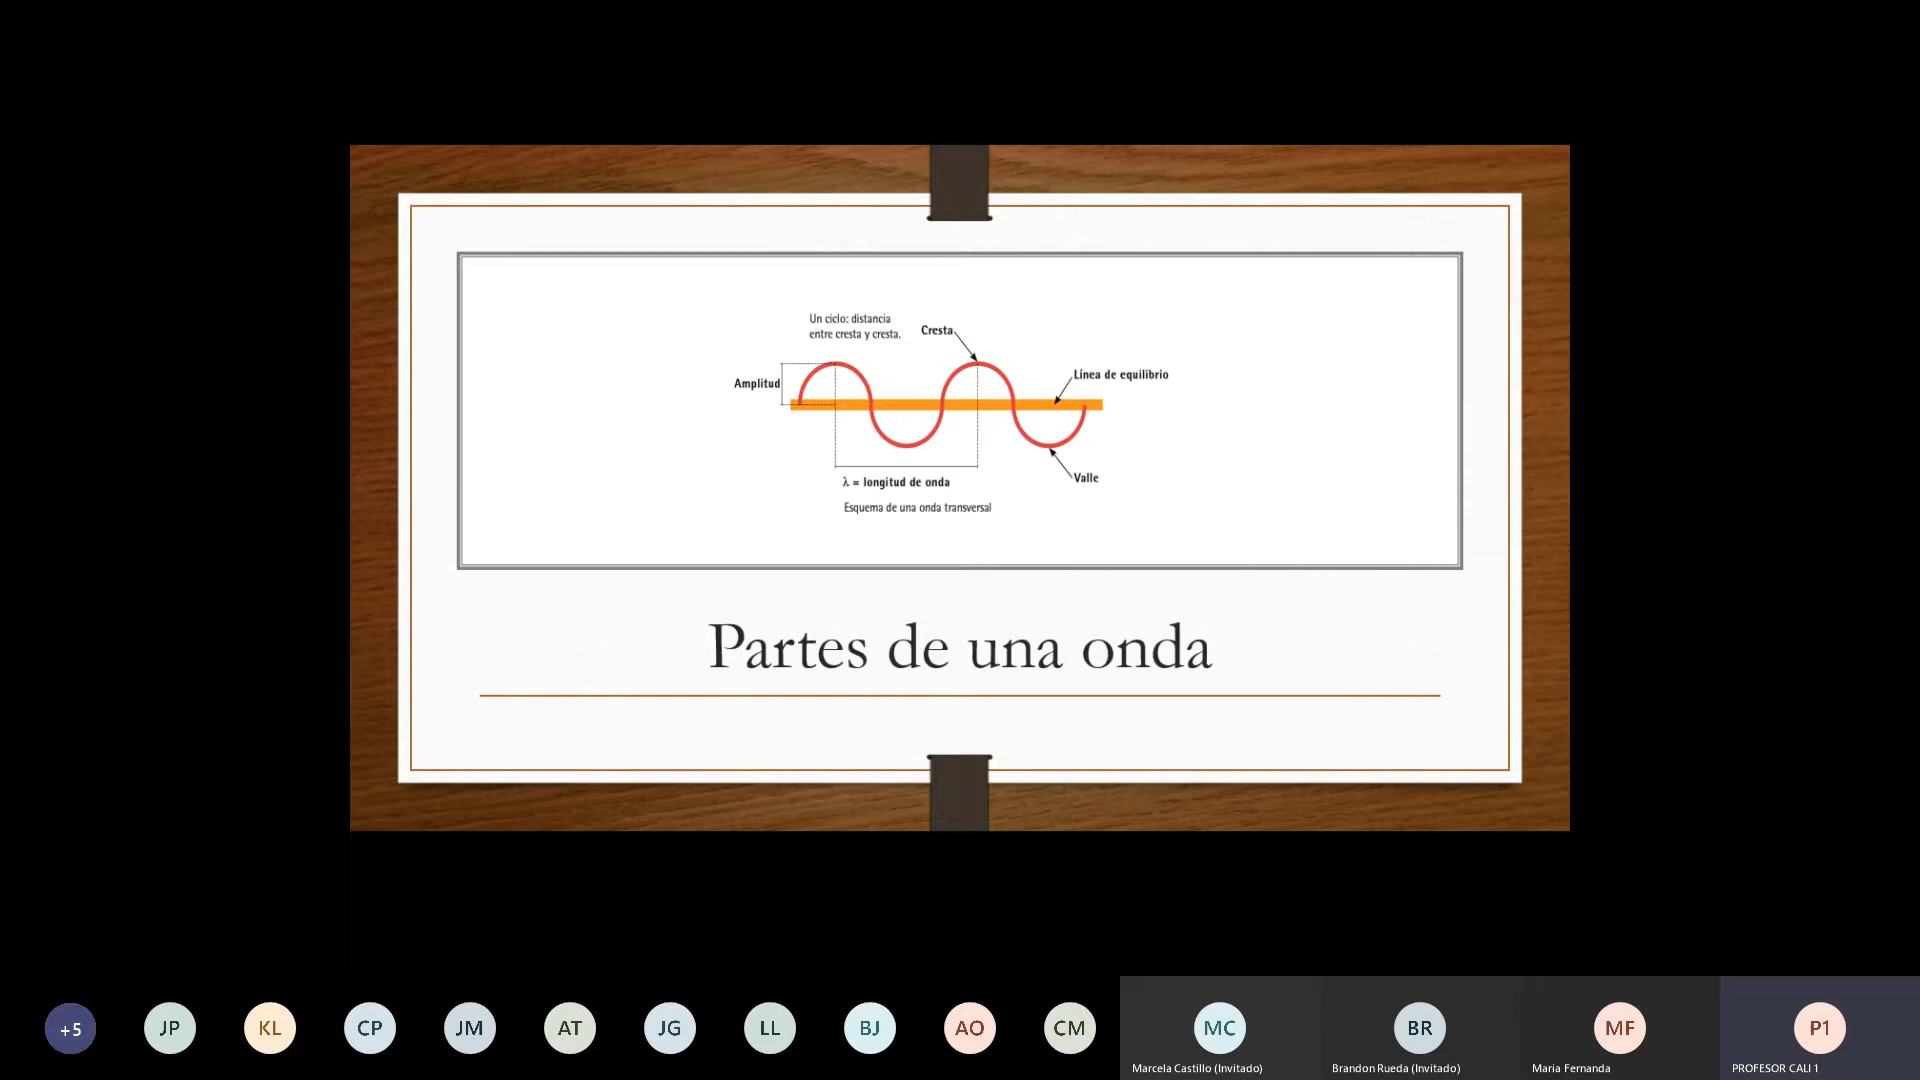 Un ciclo: distancia
entre cresta y cresta.
Cresta
Amplitud
Línea de equilibrio
λ = longitud de onda
Valle
Esquema de una onda transversal
Partes de una onda
+5
JP
KL
CP
JM
AT
JG
LL
BJ
AO
CM
MC
BR
MF
P1
Marcela Castillo (Invitado)
Brandon Rueda (Invitado)
Maria Fernanda
PROFESOR CALI 1